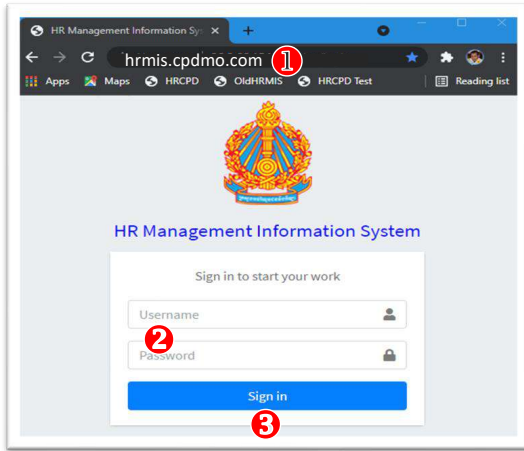 HR Management Information Sy
hrmis.cpdmo.com 1
Apps Maps HRCPD OldHRMIS HRCPD Test Reading list
HR Management Information System
Sign in to start your work
Username
2
Password
Sign in
3